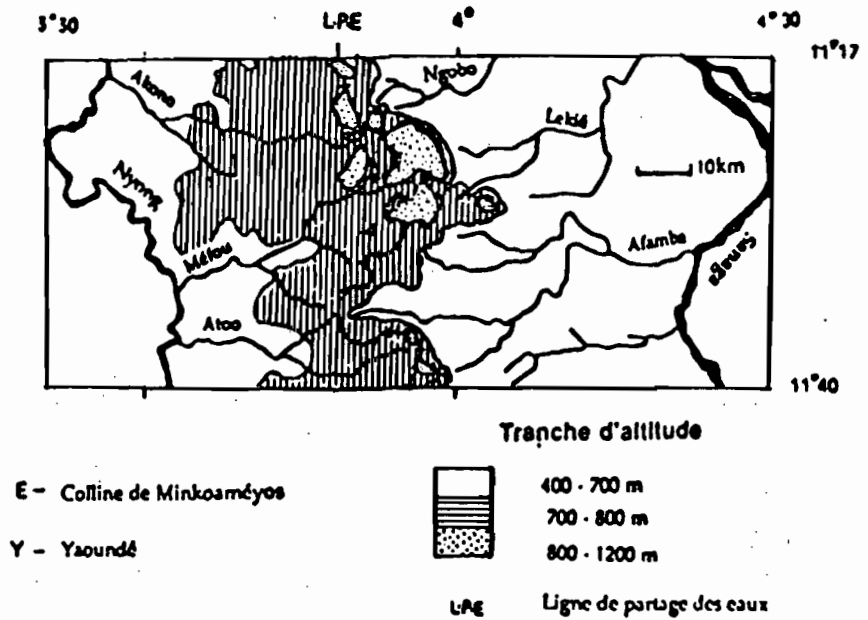 3°30 L·P·E 4° 4°30
11°17
Ngobo
Akono
Lekié
10km
Nyong
Méfou
Afamba
Sanaga
Atoo
11°40
Tranche d'altitude
E – Colline de Minkoaméyos
400 - 700 m
700 - 800 m
Y – Yaoundé
800 - 1200 m
L·P·E Ligne de partage des eaux